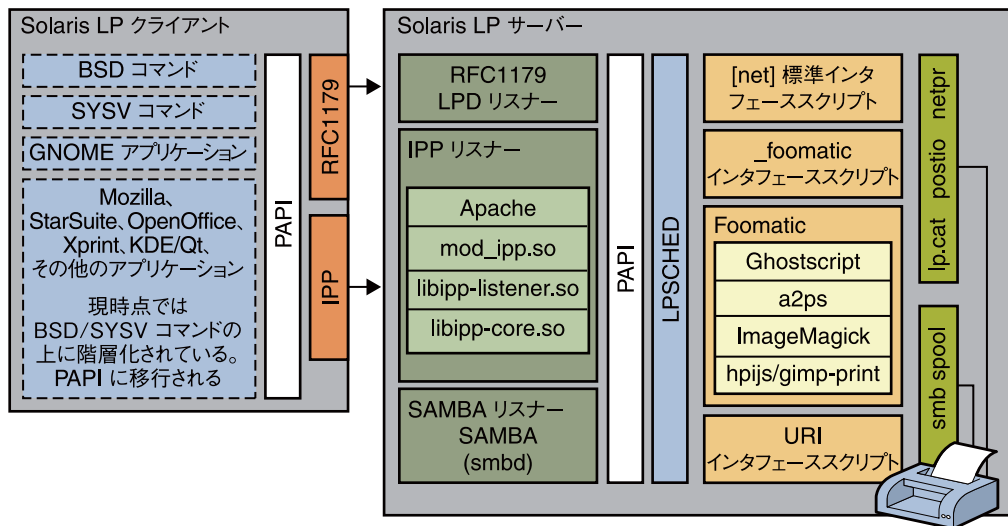 Solaris LP クライアント
BSD コマンド
SYSV コマンド
GNOME アプリケーション
Mozilla、
StarSuite、OpenOffice、
Xprint、KDE/Qt、
その他のアプリケーション
現時点では
BSD/SYSV コマンドの
上に階層化されている。
PAPI に移行される
PAPI
RFC1179
IPP
Solaris LP サーバー
RFC1179
LPD リスナー
IPP リスナー
Apache
mod_ipp.so
libipp-listener.so
libipp-core.so
SAMBA リスナー
SAMBA
(smbd)
PAPI
LPSCHED
[net] 標準インタ
フェーススクリプト
_foomatic
インタフェーススクリプト
Foomatic
Ghostscript
a2ps
ImageMagick
hpijs/gimp-print
URI
インタフェーススクリプト
lp.cat postio netpr
smb spool